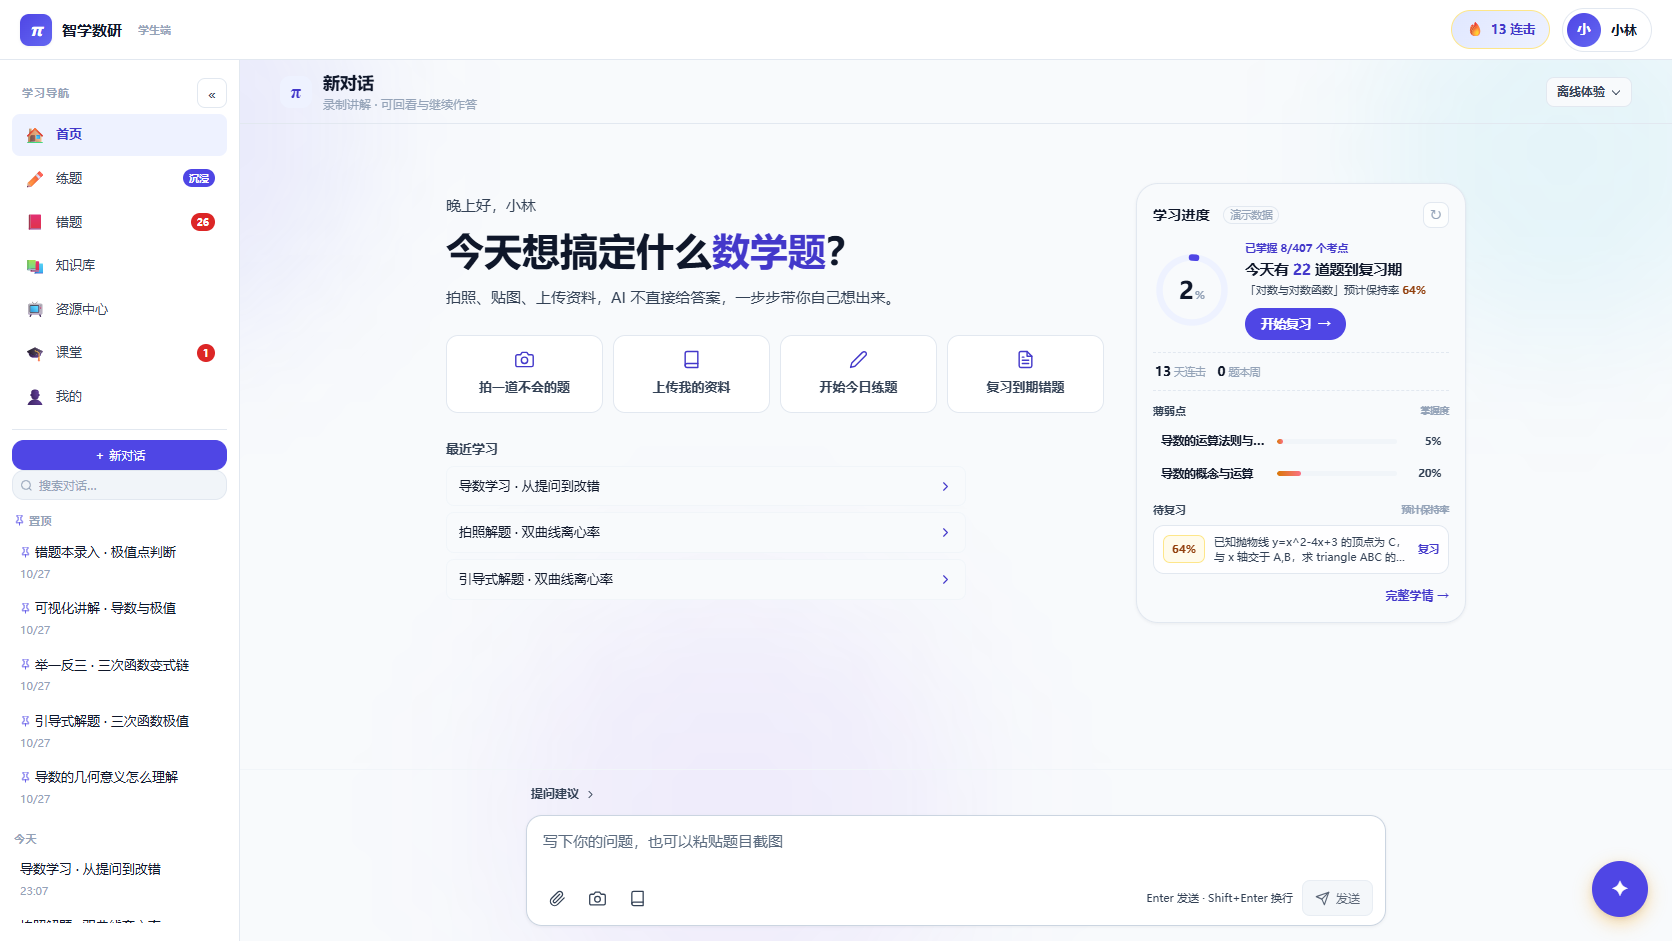 π 智学数研 学生端
13 连击
小 小林
学习导航
«
首页
练题 沉浸
错题 26
知识库
资源中心
课堂 1
我的
+ 新对话
搜索对话...
置顶
错题本录入 · 极值点判断
10/27
可视化讲解 · 导数与极值
10/27
举一反三 · 三次函数变式链
10/27
引导式解题 · 三次函数极值
10/27
导数的几何意义怎么理解
10/27
今天
导数学习 · 从提问到改错
23:07
π 新对话
录制讲解 · 可回看与继续作答
离线体验
晚上好，小林
今天想搞定什么数学题？
拍照、贴图、上传资料，AI 不直接给答案，一步步带你自己想出来。
拍一道不会的题
上传我的资料
开始今日练题
复习到期错题
最近学习
导数学习 · 从提问到改错
拍照解题 · 双曲线离心率
引导式解题 · 双曲线离心率
学习进度 演示数据
2%
已掌握 8/407 个考点
今天有 22 道题到复习期
「对数与对数函数」预计保持率 64%
开始复习 →
13 天连击 0 题本周
薄弱点 掌握度
导数的运算法则与... 5%
导数的概念与运算 20%
待复习 预计保持率
64%
已知抛物线 y=x^2-4x+3 的顶点为 C,
与 x 轴交于 A,B，求 triangle ABC 的...
复习
完整学情 →
提问建议
写下你的问题，也可以粘贴题目截图
Enter 发送 · Shift+Enter 换行
发送